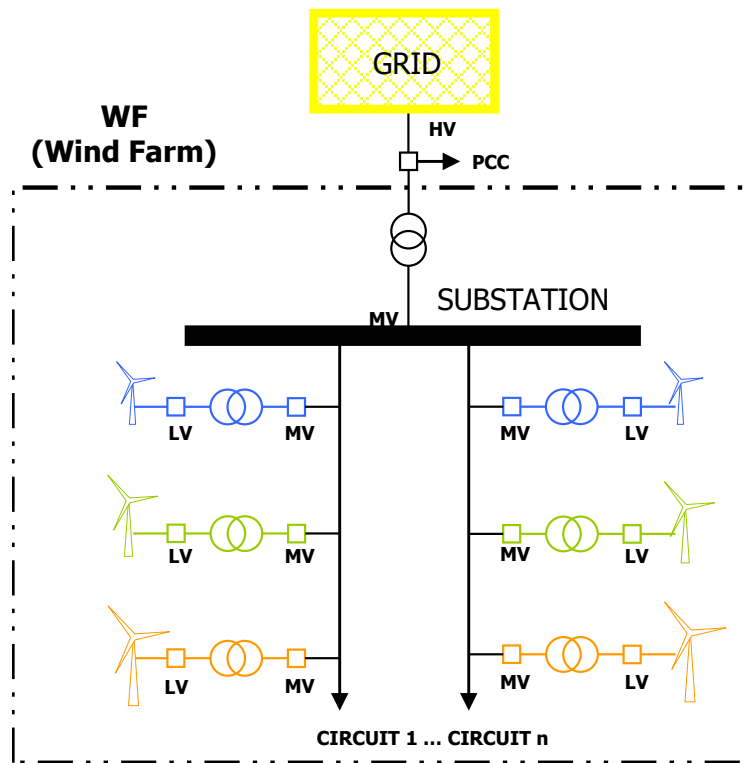 GRID
WF
(Wind Farm)
HV
PCC
SUBSTATION
MV
LV MV MV LV
LV MV MV LV
LV MV MV LV
CIRCUIT 1 ... CIRCUIT n